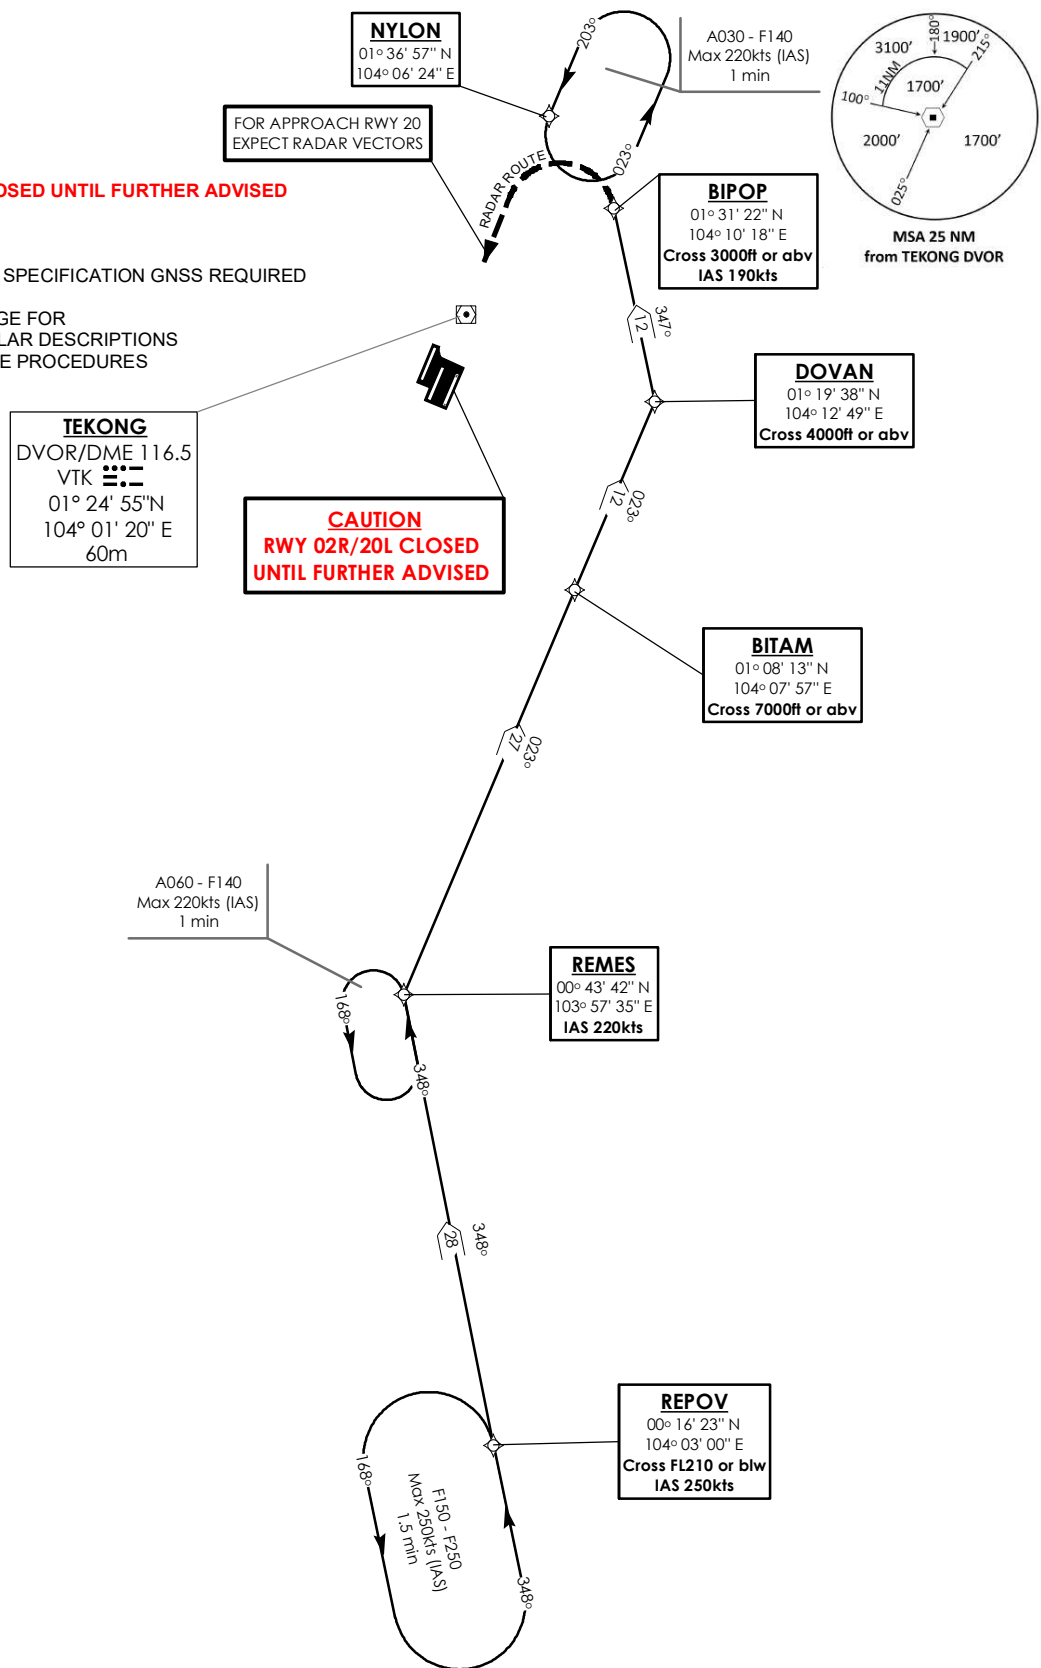 NYLON
01° 36' 57" N
104° 06' 24" E
203°
023°
A030 - F140
Max 220kts (IAS)
1 min
3100'
180°
1900'
215°
11NM
1700'
100°
2000'
1700'
025°
MSA 25 NM
from TEKONG DVOR
FOR APPROACH RWY 20
EXPECT RADAR VECTORS
RADAR ROUTE
OSED UNTIL FURTHER ADVISED
BIPOP
01° 31' 22" N
104° 10' 18" E
Cross 3000ft or abv
IAS 190kts
SPECIFICATION GNSS REQUIRED
GE FOR
LAR DESCRIPTIONS
E PROCEDURES
12
347°
DOVAN
01° 19' 38" N
104° 12' 49" E
Cross 4000ft or abv
TEKONG
DVOR/DME 116.5
VTK
01° 24' 55"N
104° 01' 20" E
60m
12
023°
CAUTION
RWY 02R/20L CLOSED
UNTIL FURTHER ADVISED
BITAM
01° 08' 13" N
104° 07' 57" E
Cross 7000ft or abv
27
023°
A060 - F140
Max 220kts (IAS)
1 min
REMES
00° 43' 42" N
103° 57' 35" E
IAS 220kts
168°
348°
28
348°
REPOV
00° 16' 23" N
104° 03' 00" E
Cross FL210 or blw
IAS 250kts
168°
F150 - F250
Max 250kts (IAS)
1.5 min
348°